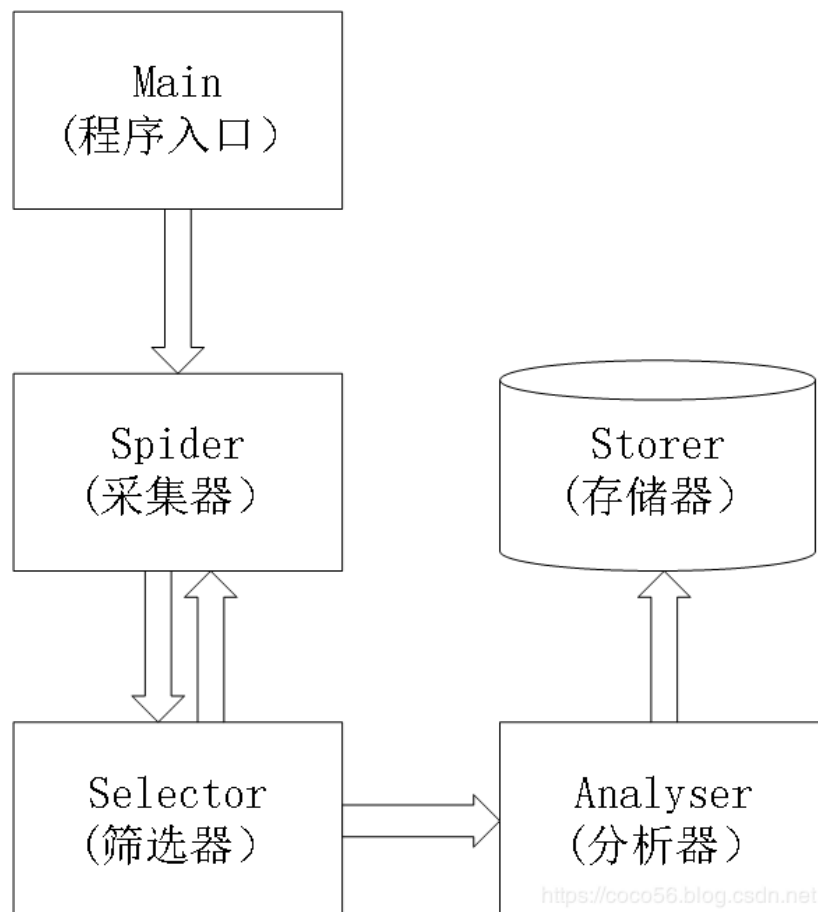 Main
(程序入口）
Spider
(采集器）
Storer
(存储器）
Selector
(筛选器）
Analyser
(分析器）
https://coco56.blog.csdn.net